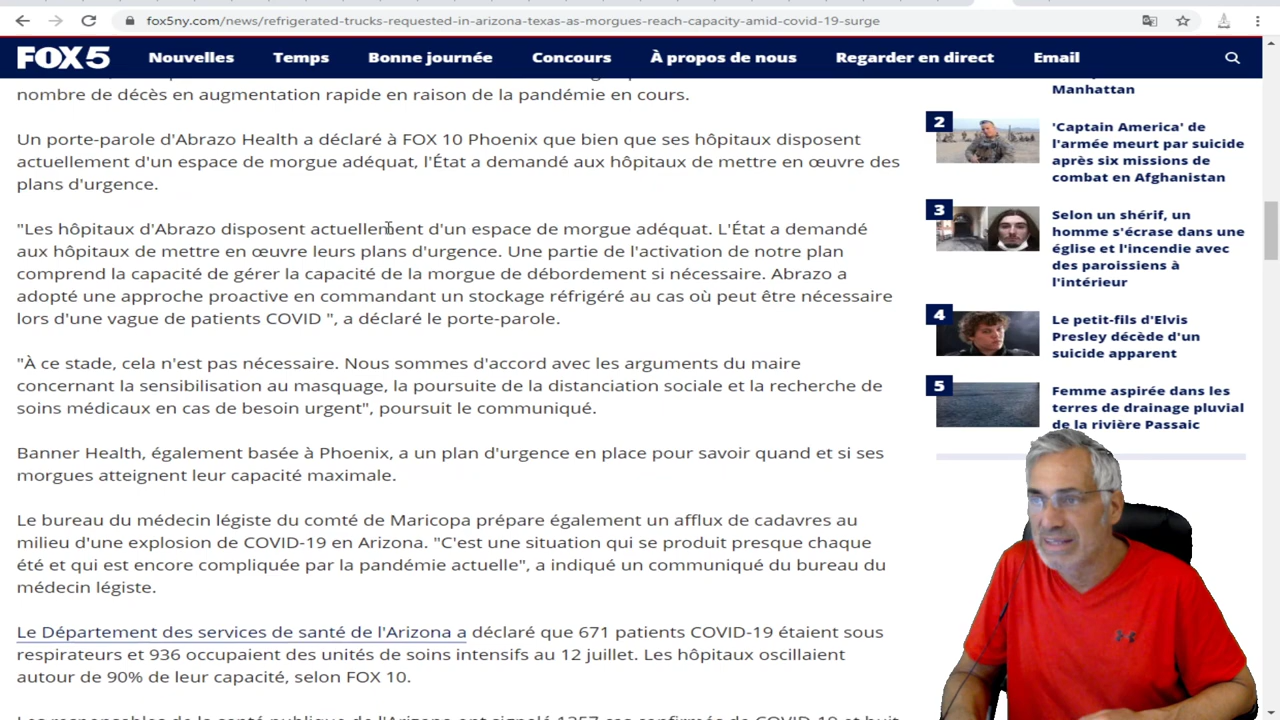 fox5ny.com/news/refrigerated-trucks-requested-in-arizona-texas-as-morgues-reach-capacity-amid-covid-19-surge
FOX 5
Nouvelles
Temps
Bonne journée
Concours
À propos de nous
Regarder en direct
Email
nombre de décès en augmentation rapide en raison de la pandémie en cours.
Un porte-parole d'Abrazo Health a déclaré à FOX 10 Phoenix que bien que ses hôpitaux disposent
actuellement d'un espace de morgue adéquat, l'État a demandé aux hôpitaux de mettre en œuvre des
plans d'urgence.
"Les hôpitaux d'Abrazo disposent actuellement d'un espace de morgue adéquat. L'État a demandé
aux hôpitaux de mettre en œuvre leurs plans d'urgence. Une partie de l'activation de notre plan
comprend la capacité de gérer la capacité de la morgue de débordement si nécessaire. Abrazo a
adopté une approche proactive en commandant un stockage réfrigéré au cas où peut être nécessaire
lors d'une vague de patients COVID ", a déclaré le porte-parole.
"À ce stade, cela n'est pas nécessaire. Nous sommes d'accord avec les arguments du maire
concernant la sensibilisation au masquage, la poursuite de la distanciation sociale et la recherche de
soins médicaux en cas de besoin urgent", poursuit le communiqué.
Banner Health, également basée à Phoenix, a un plan d'urgence en place pour savoir quand et si ses
morgues atteignent leur capacité maximale.
Le bureau du médecin légiste du comté de Maricopa prépare également un afflux de cadavres au
milieu d'une explosion de COVID-19 en Arizona. "C'est une situation qui se produit presque chaque
été et qui est encore compliquée par la pandémie actuelle", a indiqué un communiqué du bureau du
médecin légiste.
Le Département des services de santé de l'Arizona a déclaré que 671 patients COVID-19 étaient sous
respirateurs et 936 occupaient des unités de soins intensifs au 12 juillet. Les hôpitaux oscillaient
autour de 90% de leur capacité, selon FOX 10.
Manhattan
2
'Captain America' de
l'armée meurt par suicide
après six missions de
combat en Afghanistan
3
Selon un shérif, un
homme s'écrase dans une
église et l'incendie avec
des paroissiens à
l'intérieur
4
Le petit-fils d'Elvis
Presley décède d'un
suicide apparent
5
Femme aspirée dans les
terres de drainage pluvial
de la rivière Passaic